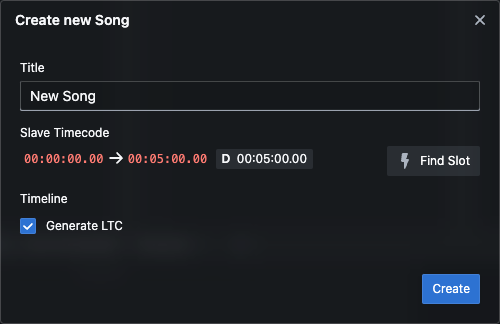 Create new Song
Title
New Song
Slave Timecode
00:00:00.00 → 00:05:00.00 D 00:05:00.00 Find Slot
Timeline
Generate LTC
Create